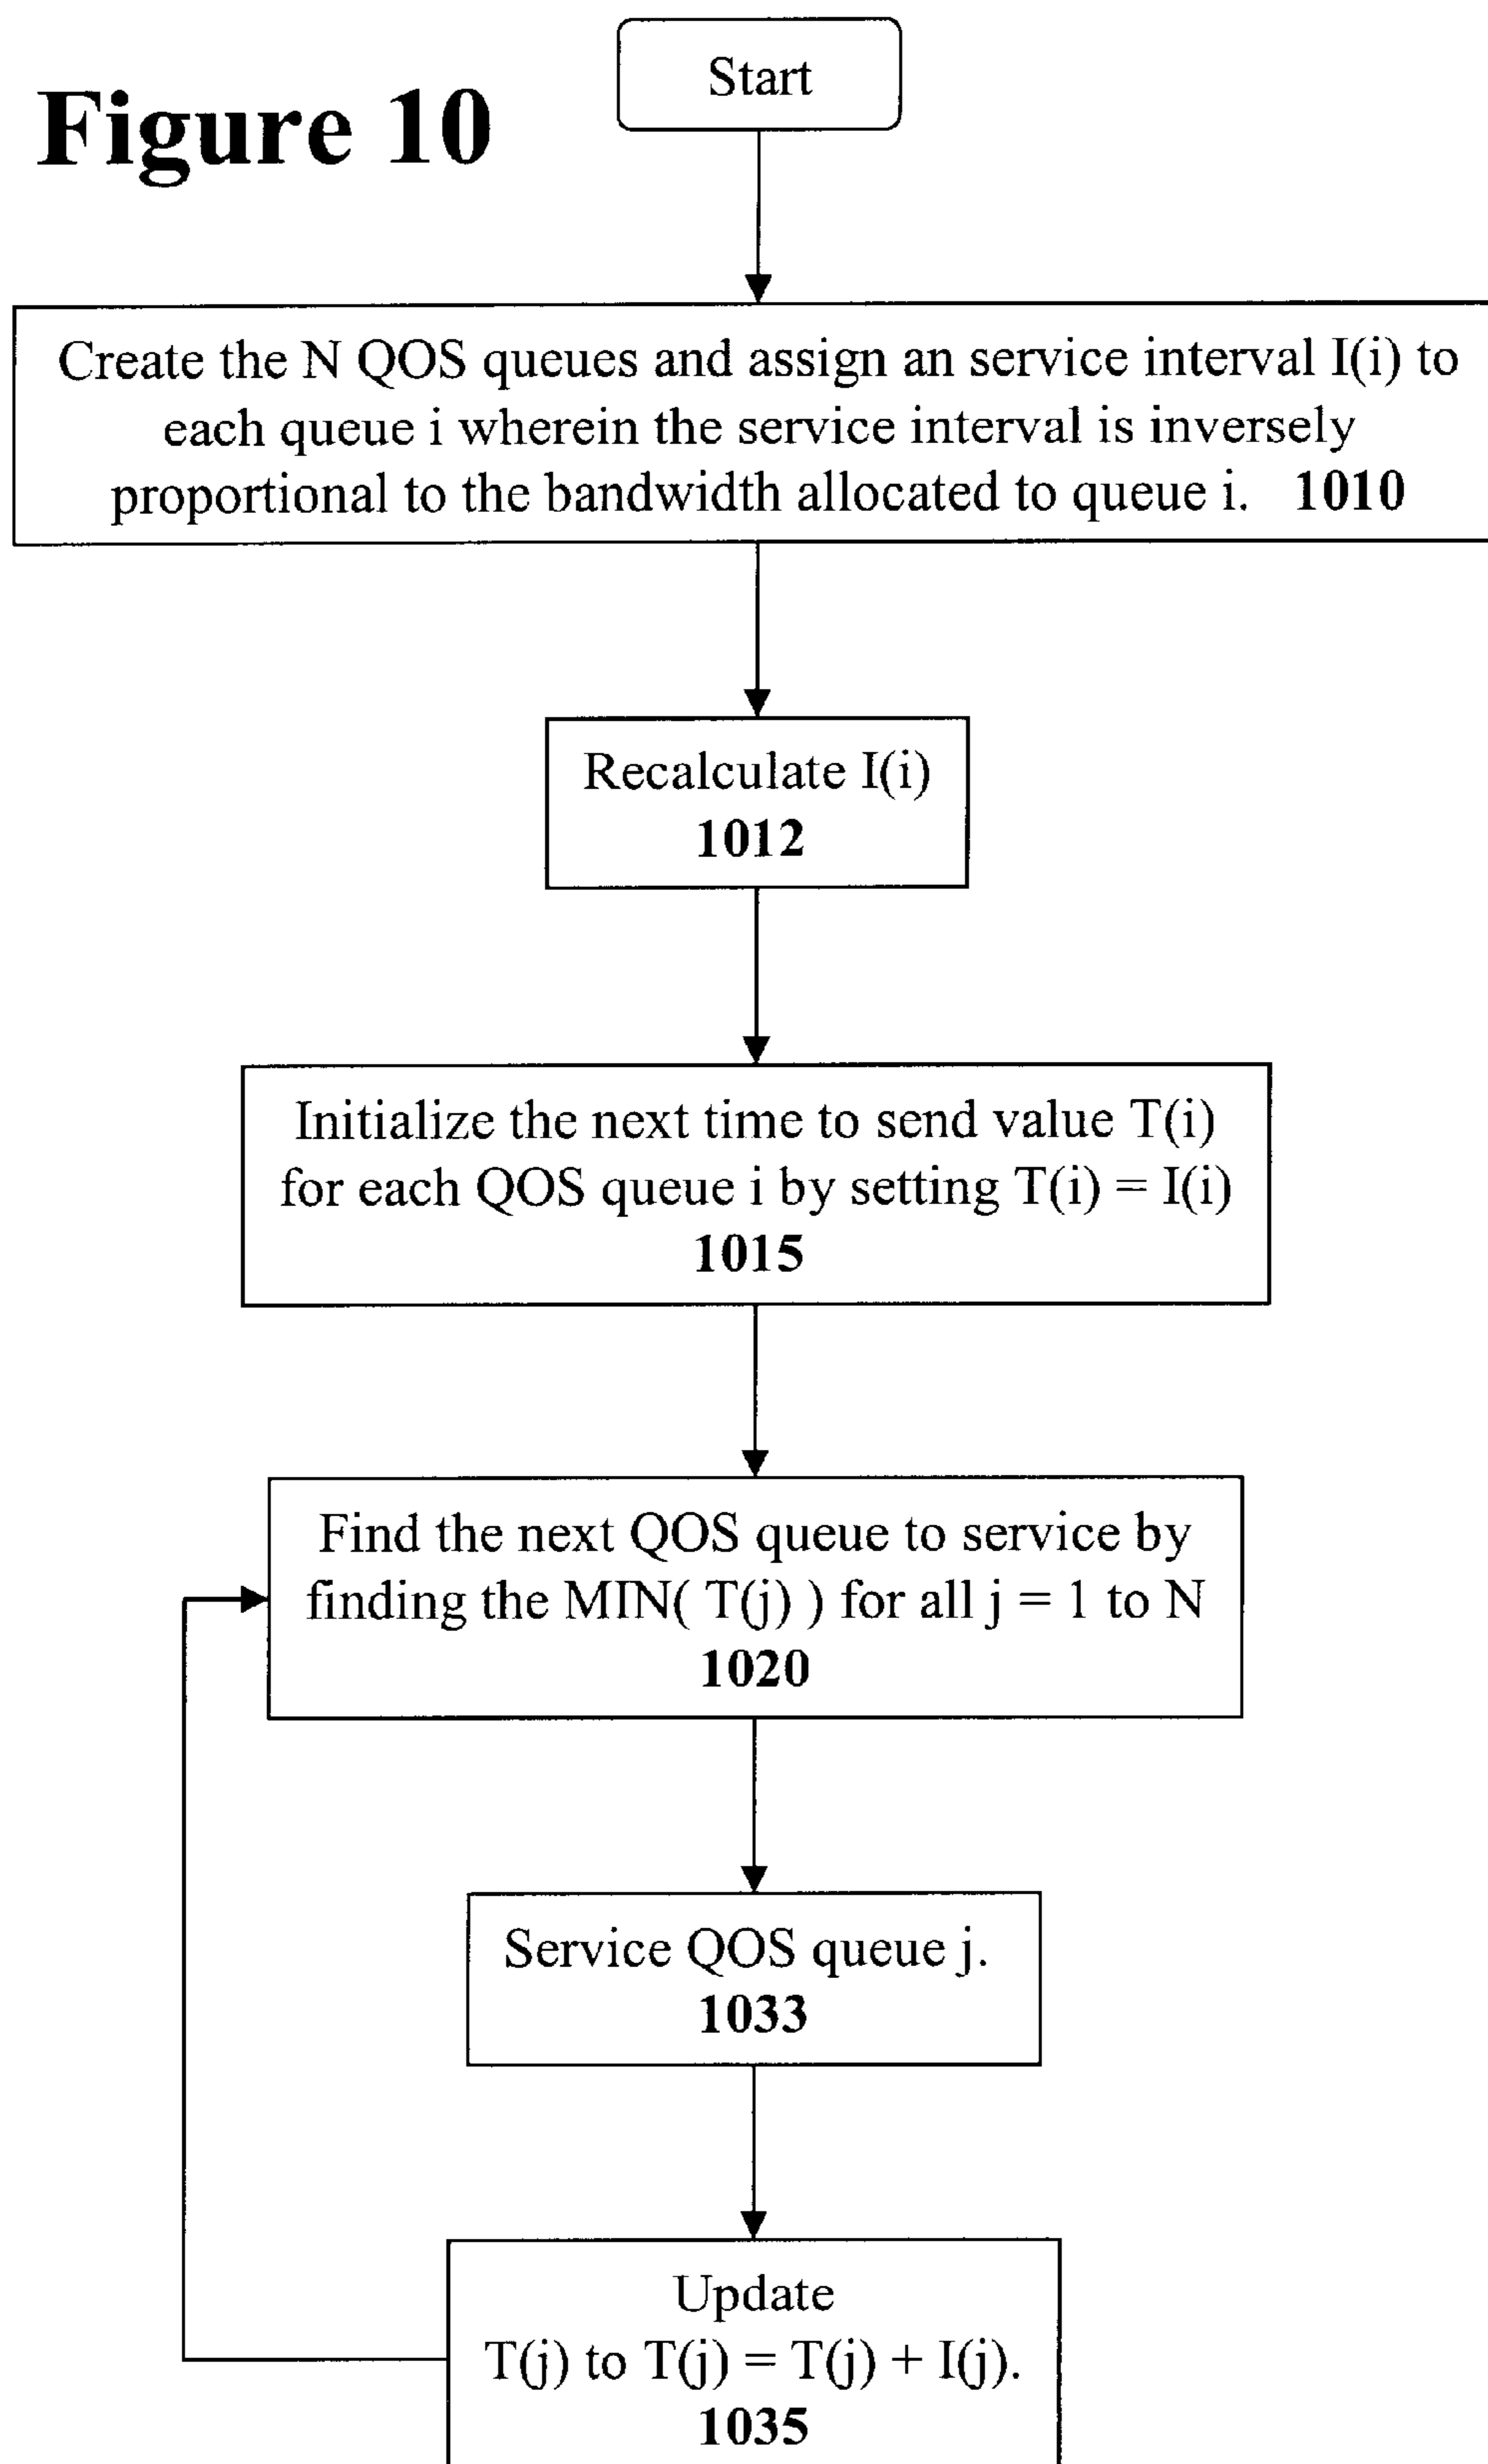 Figure 10
Start
Create the N QOS queues and assign an service interval I(i) to
each queue i wherein the service interval is inversely
proportional to the bandwidth allocated to queue i. 1010
Recalculate I(i)
1012
Initialize the next time to send value T(i)
for each QOS queue i by setting T(i) = I(i)
1015
Find the next QOS queue to service by
finding the MIN( T(j) ) for all j = 1 to N
1020
Service QOS queue j.
1033
Update
T(j) to T(j) = T(j) + I(j).
1035